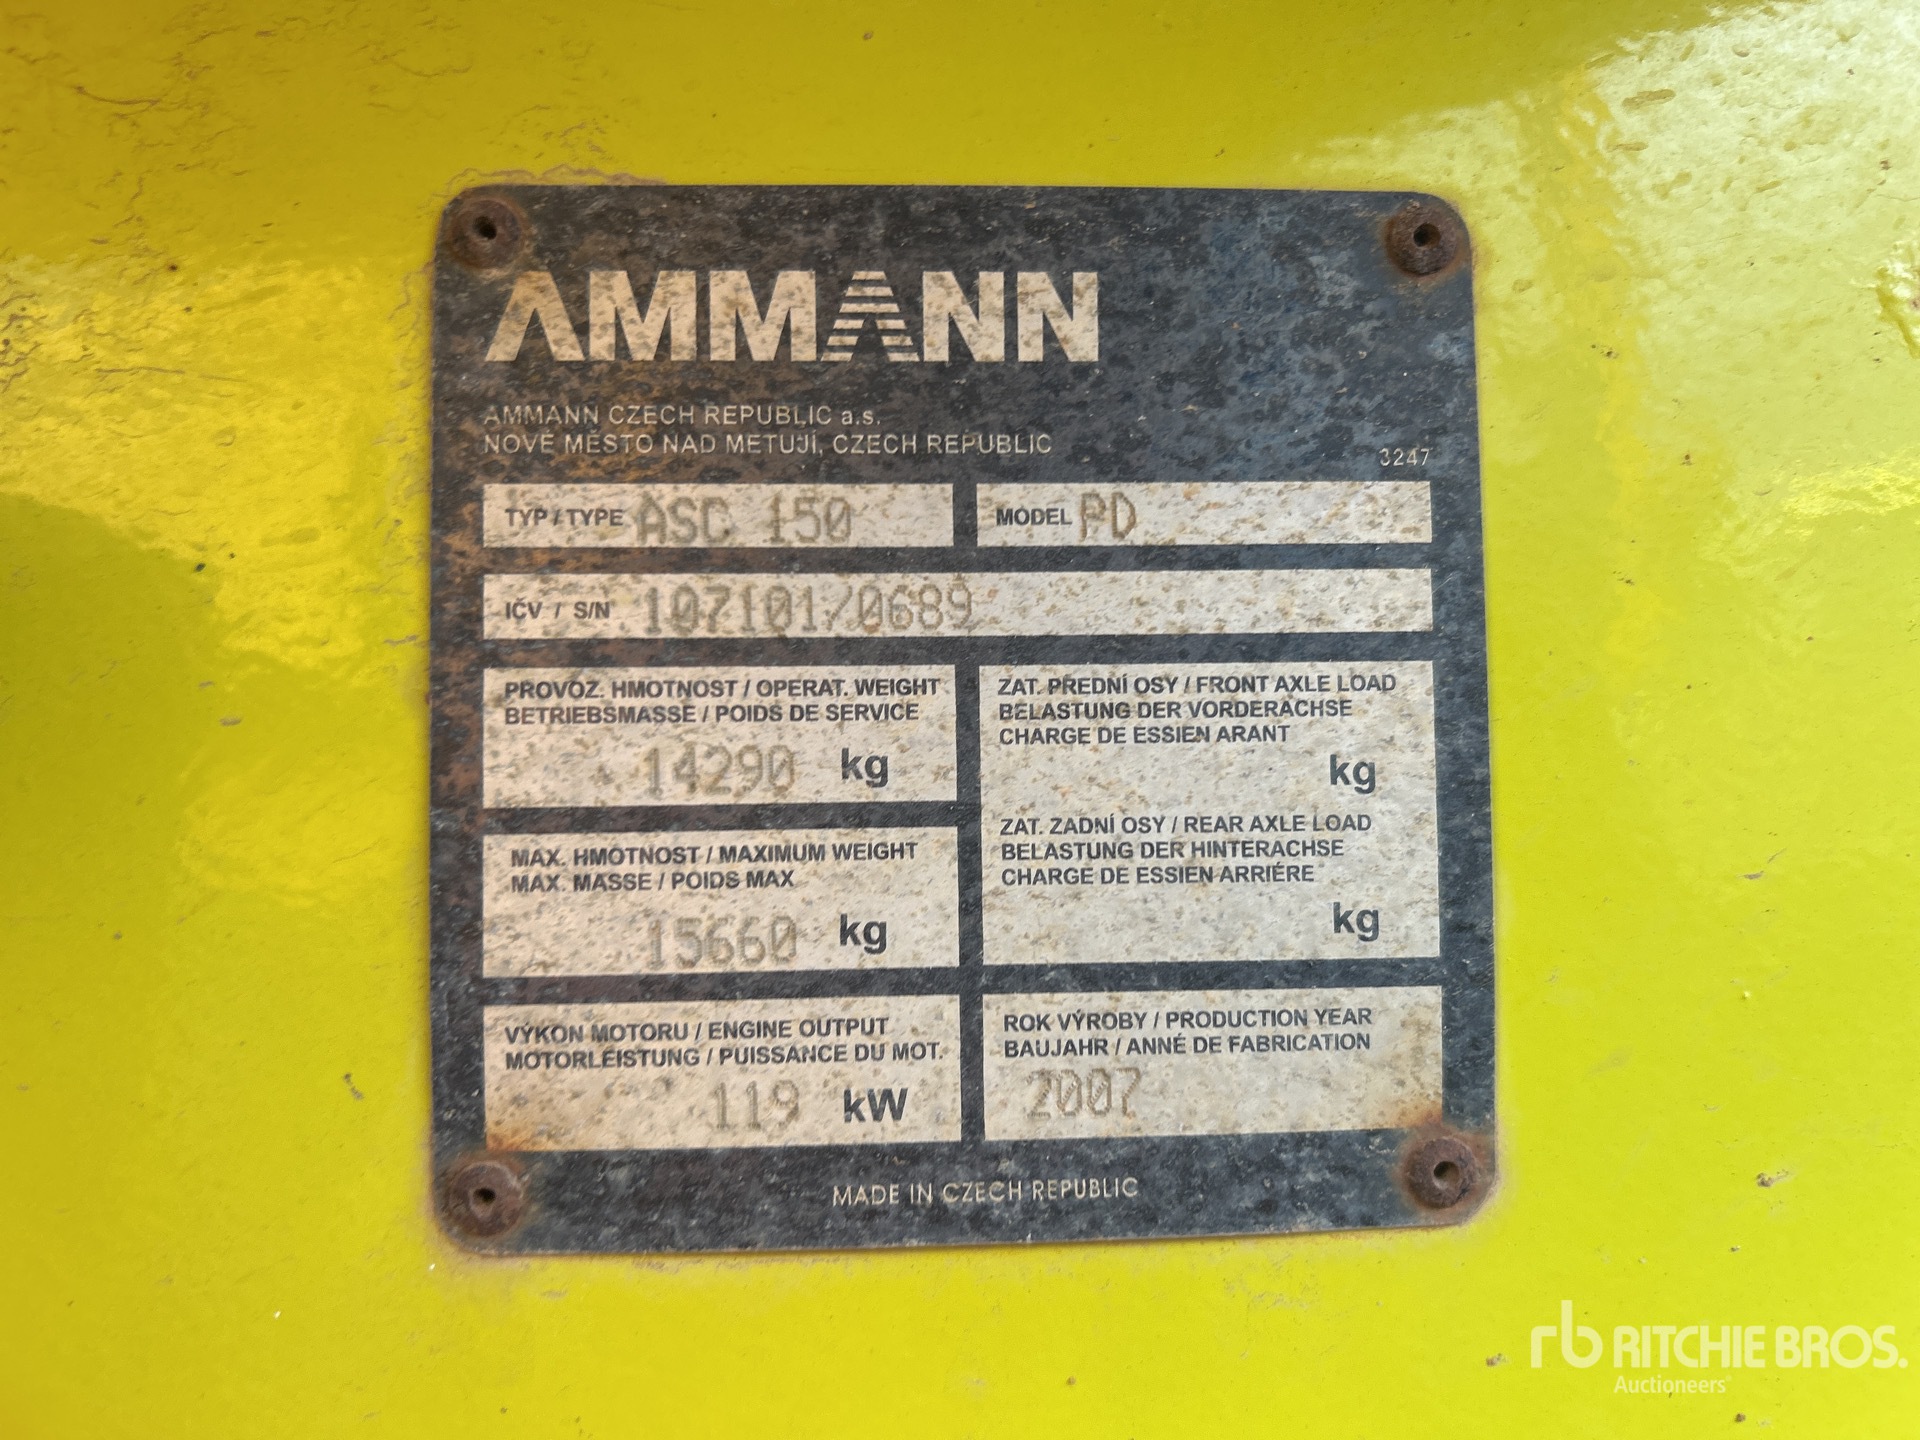 AMMANN
AMMANN CZECH REPUBLIC a.s.
NOVÉ MĚSTO NAD METUJÍ, CZECH REPUBLIC
3247
TYP / TYPE ASC 150
MODEL PD
IČV / S/N 107101/0689
PROVOZ. HMOTNOST / OPERAT. WEIGHT
BETRIEBSMASSE / POIDS DE SERVICE
14290 kg
ZAT. PŘEDNÍ OSY / FRONT AXLE LOAD
BELASTUNG DER VORDERACHSE
CHARGE DE ESSIEN ARANT
kg
MAX. HMOTNOST / MAXIMUM WEIGHT
MAX. MASSE / POIDS MAX
15660 kg
ZAT. ZADNÍ OSY / REAR AXLE LOAD
BELASTUNG DER HINTERACHSE
CHARGE DE ESSIEN ARRIÉRE
kg
VÝKON MOTORU / ENGINE OUTPUT
MOTORLEISTUNG / PUISSANCE DU MOT.
119 kW
ROK VÝROBY / PRODUCTION YEAR
BAUJAHR / ANNÉ DE FABRICATION
2007
MADE IN CZECH REPUBLIC
rb RITCHIE BROS.
Auctioneers